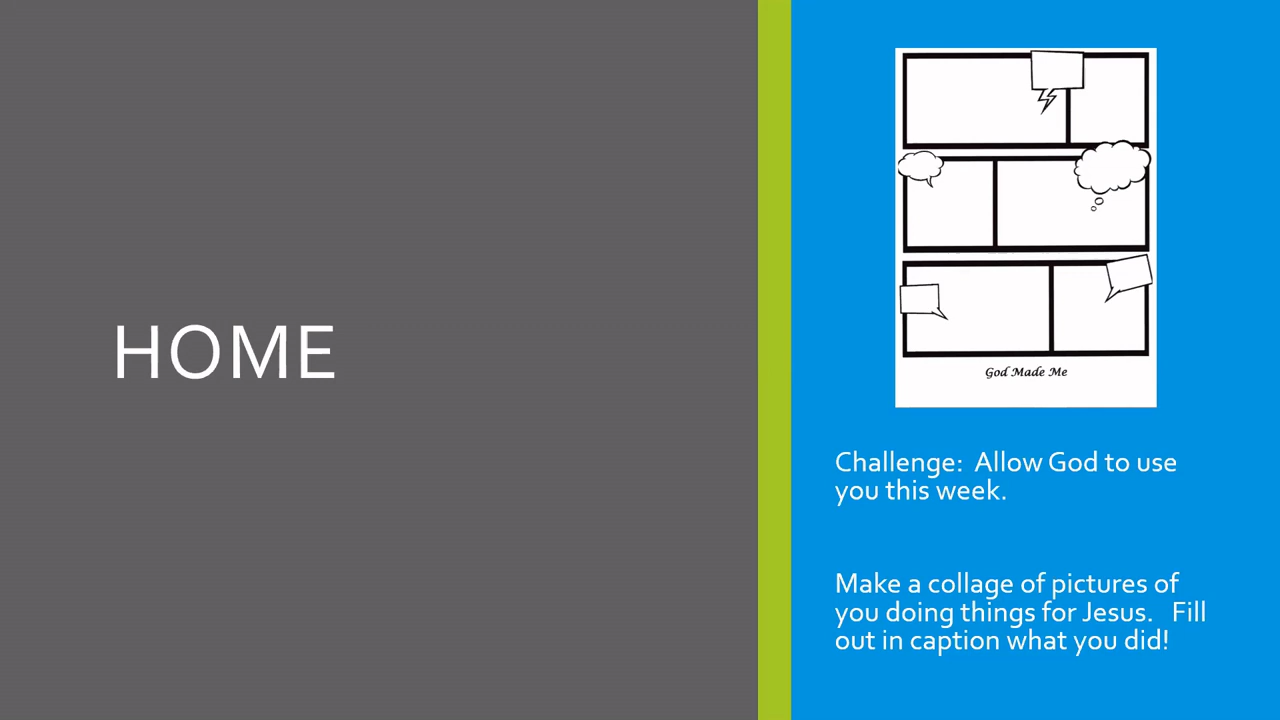 HOME
God Made Me
Challenge:  Allow God to use
you this week.
Make a collage of pictures of
you doing things for Jesus.   Fill
out in caption what you did!